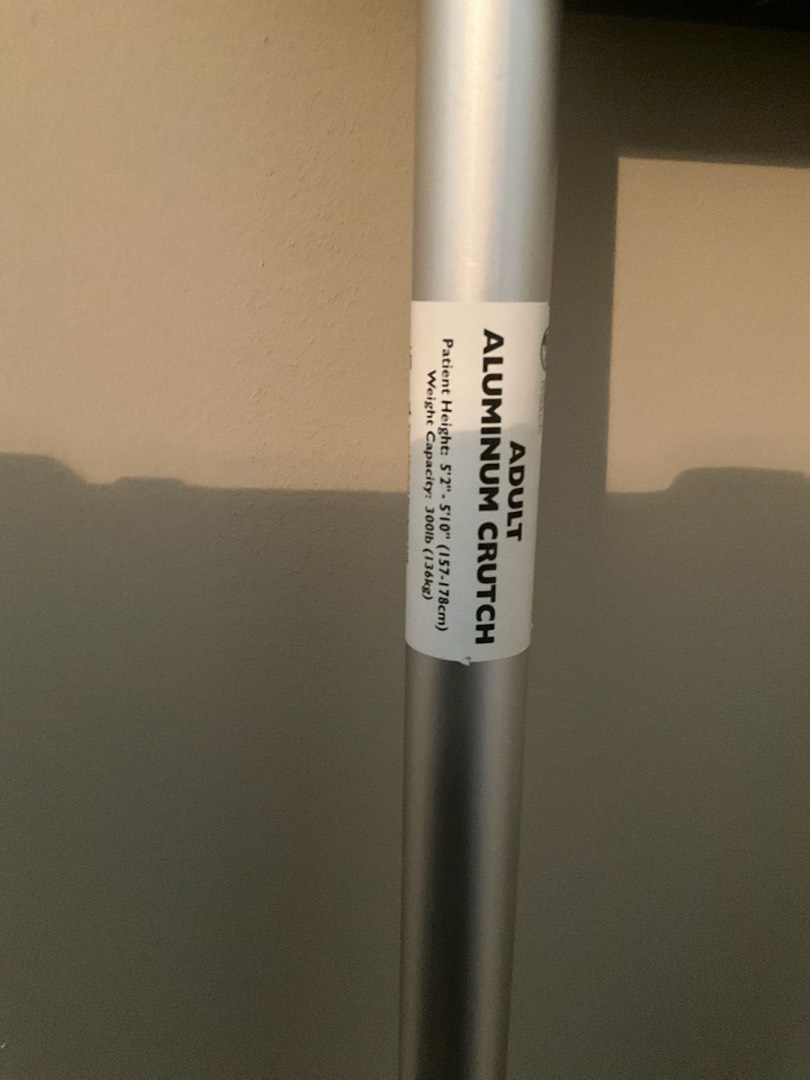 ADULT
ALUMINUM CRUTCH
Patient Height: 5'2" - 5'10" (157-178cm)
Weight Capacity: 300lb (136kg)